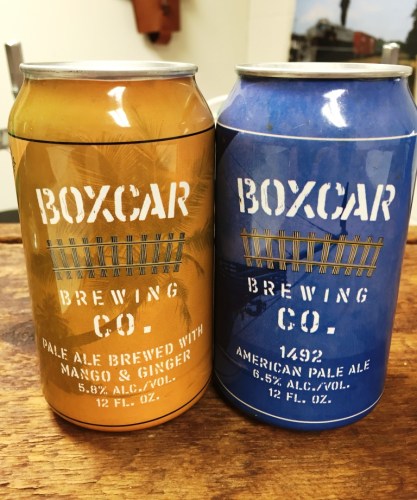 BOXCAR
BREWING
CO.
PALE ALE BREWED WITH
MANGO & GINGER
5.8% ALC./VOL.
12 FL. OZ.
BOXCAR
BREWING
CO.
1492
AMERICAN PALE ALE
6.5% ALC./VOL.
12 FL. OZ.